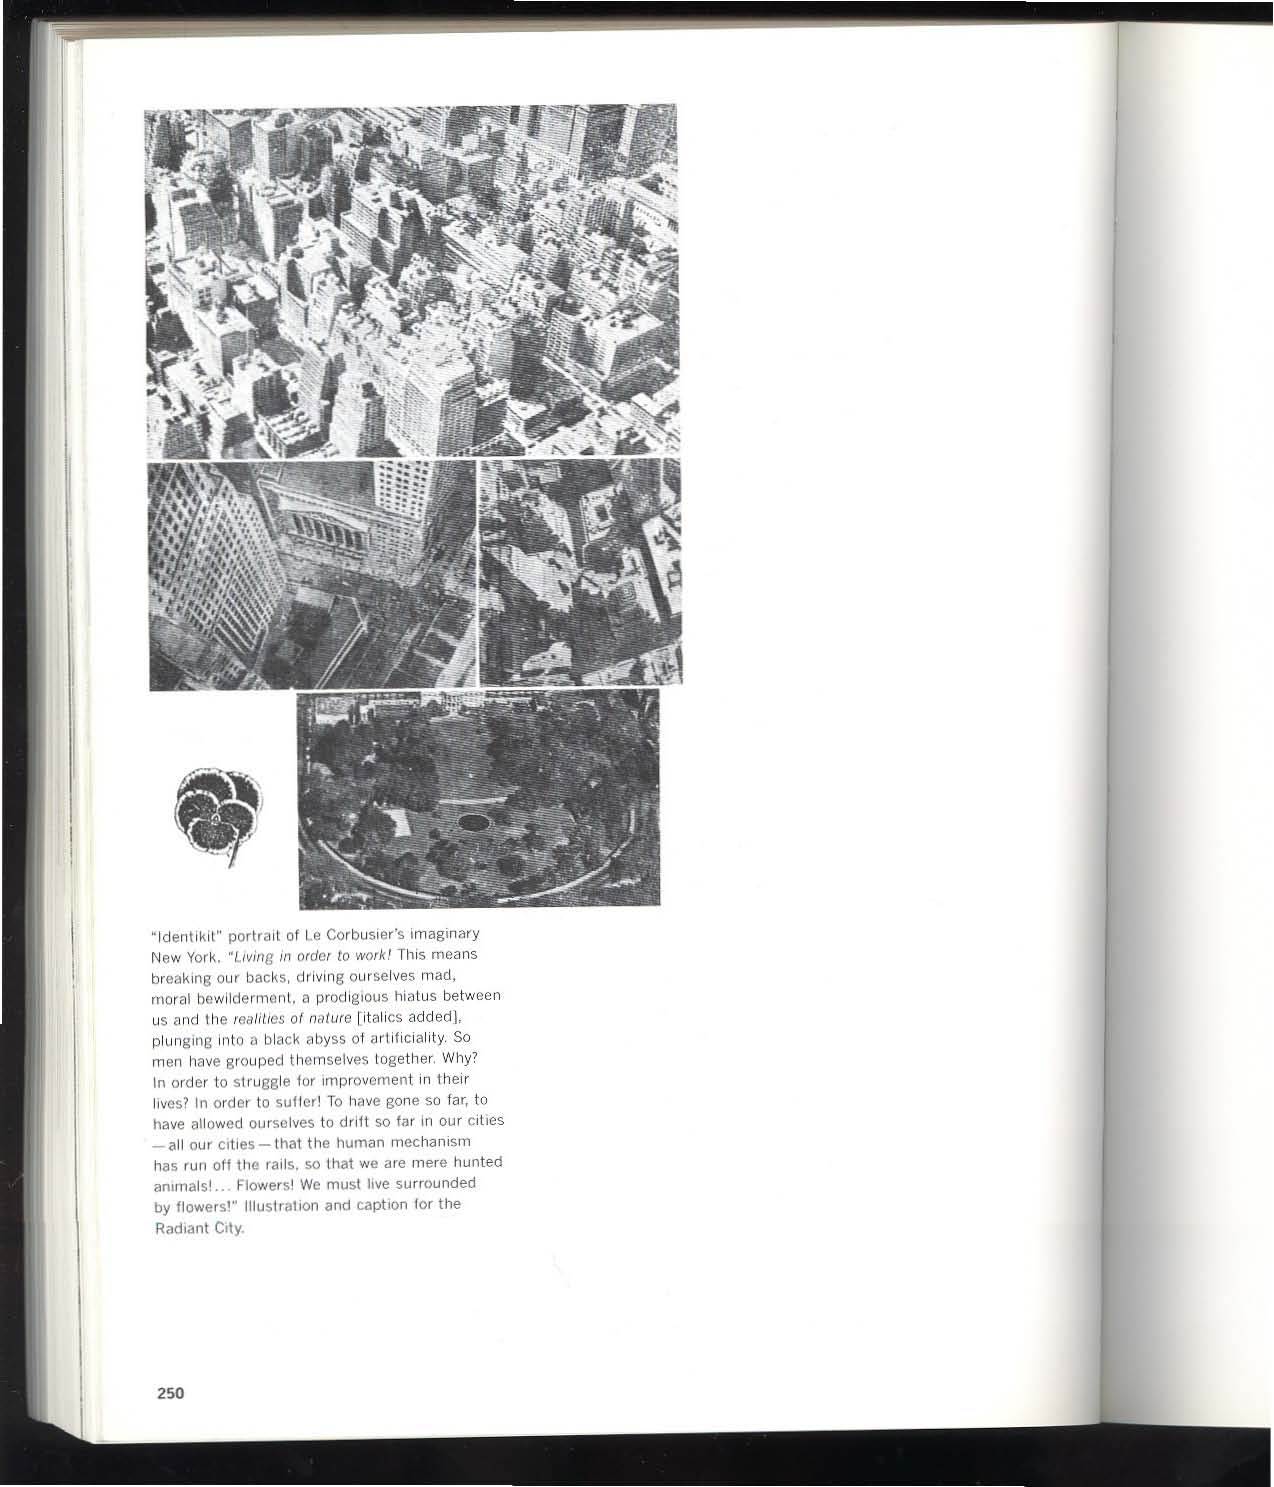 “Identikit” portrait of Le Corbusier’s imaginary
New York. “Living in order to work! This means
breaking our backs, driving ourselves mad,
moral bewilderment, a prodigious hiatus between
us and the realities of nature [italics added],
plunging into a black abyss of artificiality. So
men have grouped themselves together. Why?
In order to struggle for improvement in their
lives? In order to suffer! To have gone so far, to
have allowed ourselves to drift so far in our cities
—all our cities—that the human mechanism
has run off the rails, so that we are mere hunted
animals!... Flowers! We must live surrounded
by flowers!” Illustration and caption for the
Radiant City.
250